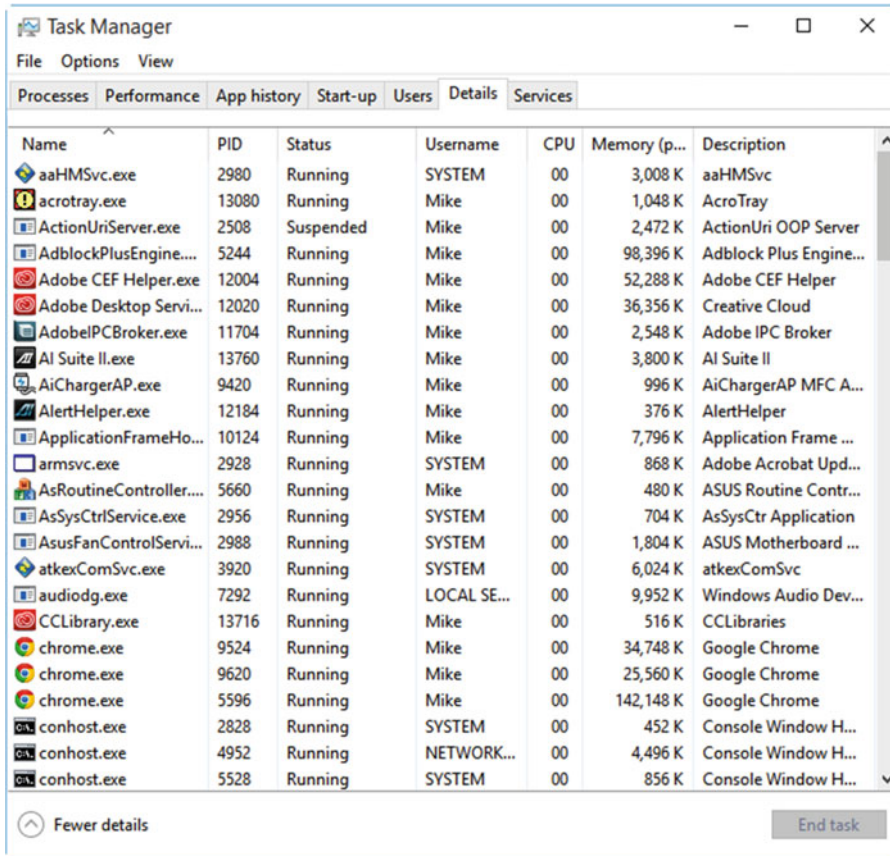 Task Manager
File Options View
Processes Performance App history Start-up Users Details Services
Name PID Status Username CPU Memory (p... Description
aaHMSvc.exe 2980 Running SYSTEM 00 3,008 K aaHMSvc
acrotray.exe 13080 Running Mike 00 1,048 K AcroTray
ActionUriServer.exe 2508 Suspended Mike 00 2,472 K ActionUri OOP Server
AdblockPlusEngine.... 5244 Running Mike 00 98,396 K Adblock Plus Engine...
Adobe CEF Helper.exe 12004 Running Mike 00 52,288 K Adobe CEF Helper
Adobe Desktop Servi... 12020 Running Mike 00 36,356 K Creative Cloud
AdobeIPCBroker.exe 11704 Running Mike 00 2,548 K Adobe IPC Broker
AI Suite II.exe 13760 Running Mike 00 3,800 K AI Suite II
AiChargerAP.exe 9420 Running Mike 00 996 K AiChargerAP MFC A...
AlertHelper.exe 12184 Running Mike 00 376 K AlertHelper
ApplicationFrameHo... 10124 Running Mike 00 7,796 K Application Frame ...
armsvc.exe 2928 Running SYSTEM 00 868 K Adobe Acrobat Upd...
AsRoutineController.... 5660 Running Mike 00 480 K ASUS Routine Contr...
AsSysCtrlService.exe 2956 Running SYSTEM 00 704 K AsSysCtr Application
AsusFanControlServi... 2988 Running SYSTEM 00 1,804 K ASUS Motherboard ...
atkexComSvc.exe 3920 Running SYSTEM 00 6,024 K atkexComSvc
audiodg.exe 7292 Running LOCAL SE... 00 9,952 K Windows Audio Dev...
CCLibrary.exe 13716 Running Mike 00 516 K CCLibraries
chrome.exe 9524 Running Mike 00 34,748 K Google Chrome
chrome.exe 9620 Running Mike 00 25,560 K Google Chrome
chrome.exe 5596 Running Mike 00 142,148 K Google Chrome
conhost.exe 2828 Running SYSTEM 00 452 K Console Window H...
conhost.exe 4952 Running NETWORK... 00 4,496 K Console Window H...
conhost.exe 5528 Running SYSTEM 00 856 K Console Window H...
Fewer details End task